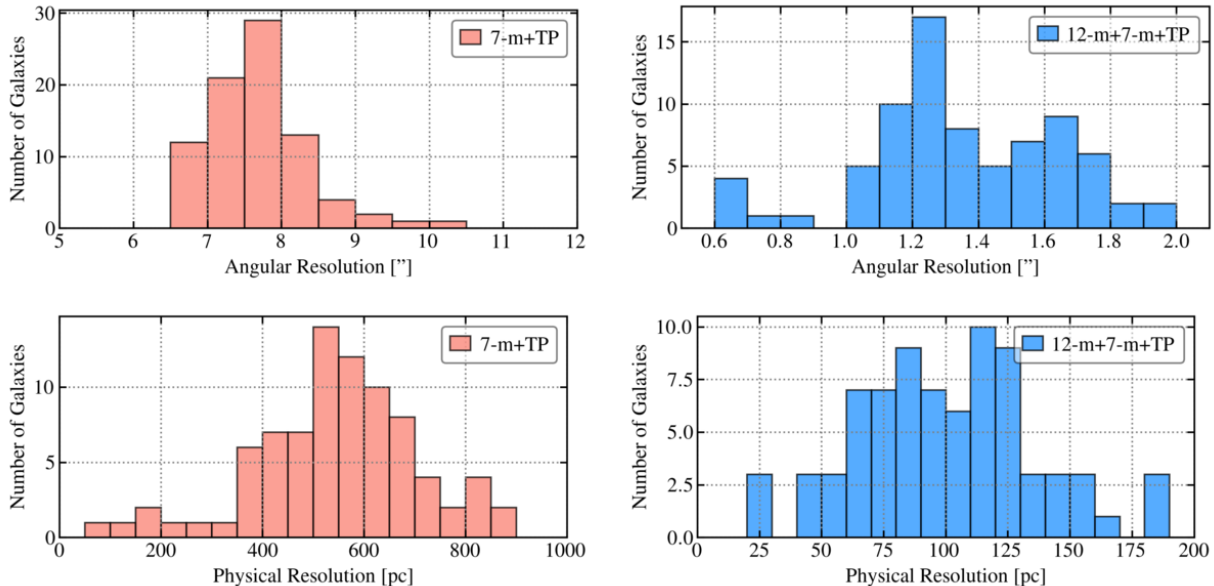 30
20
10
0
5 6 7 8 9 10 11 12
Number of Galaxies
Angular Resolution [”]
7-m+TP
15
10
5
0
0.6 0.8 1.0 1.2 1.4 1.6 1.8 2.0
Number of Galaxies
Angular Resolution [”]
12-m+7-m+TP
10
5
0
0 200 400 600 800 1000
Number of Galaxies
Physical Resolution [pc]
7-m+TP
10.0
7.5
5.0
2.5
0.0
0 25 50 75 100 125 150 175 200
Number of Galaxies
Physical Resolution [pc]
12-m+7-m+TP